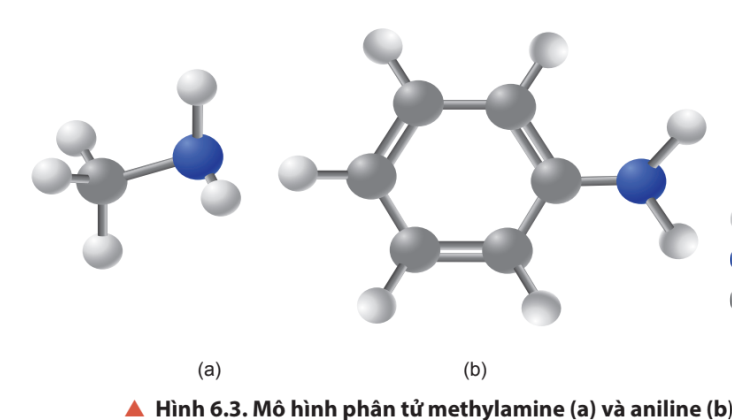 (a)
(b)
▲ Hình 6.3. Mô hình phân tử methylamine (a) và aniline (b)